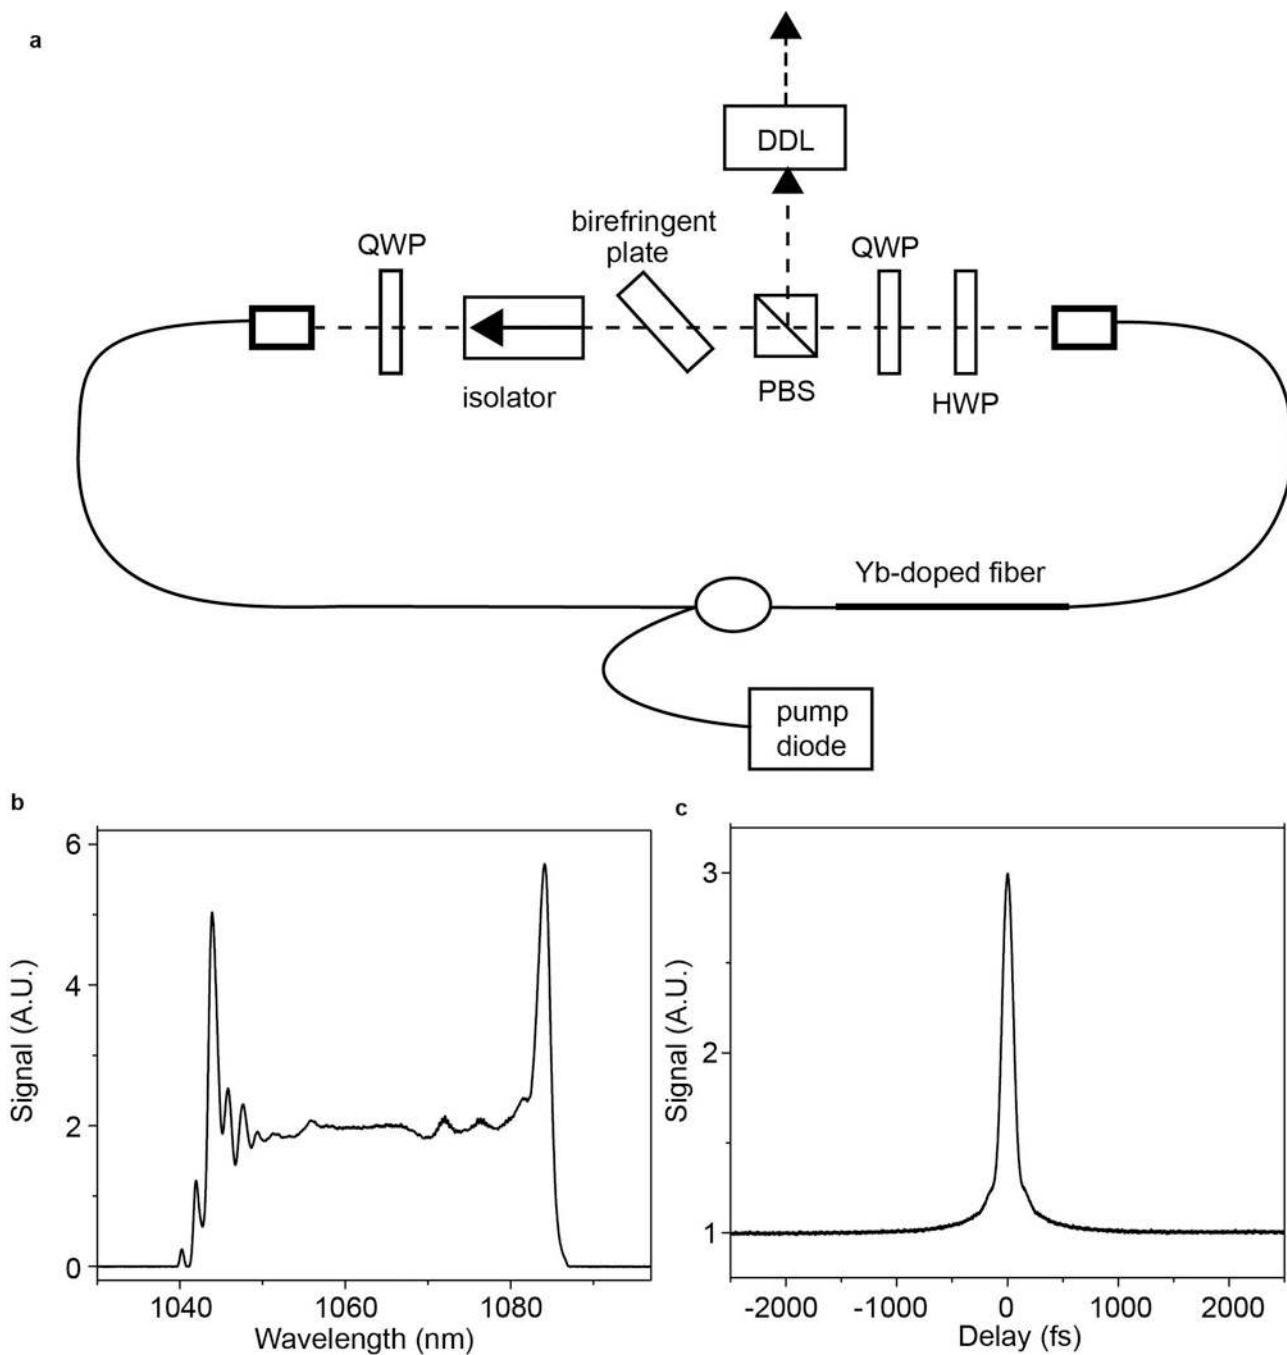 a
DDL
birefringent
plate
QWP
QWP
isolator
PBS
HWP
Yb-doped fiber
pump
diode
b
6
4
2
0
Signal (A.U.)
1040
1060
1080
Wavelength (nm)
c
3
2
1
Signal (A.U.)
-2000
-1000
0
1000
2000
Delay (fs)